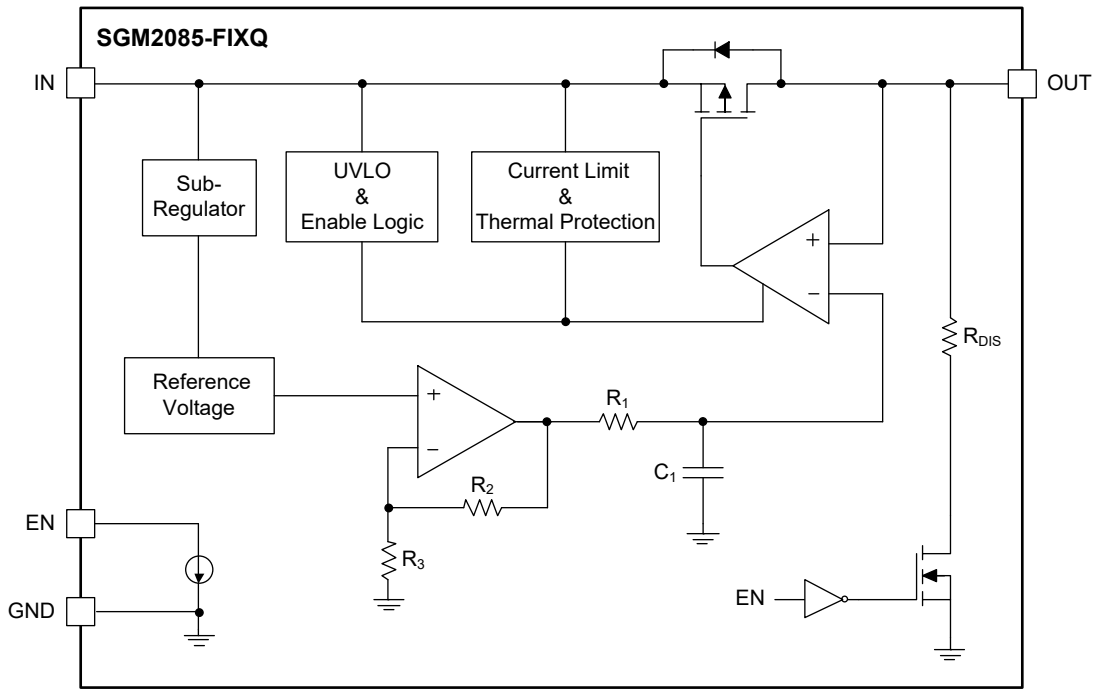 SGM2085-FIXQ
IN
OUT
Sub-
Regulator
UVLO
&
Enable Logic
Current Limit
&
Thermal Protection
+
−
R_DIS
Reference
Voltage
+
−
R₁
C₁
R₂
R₃
EN
GND
EN